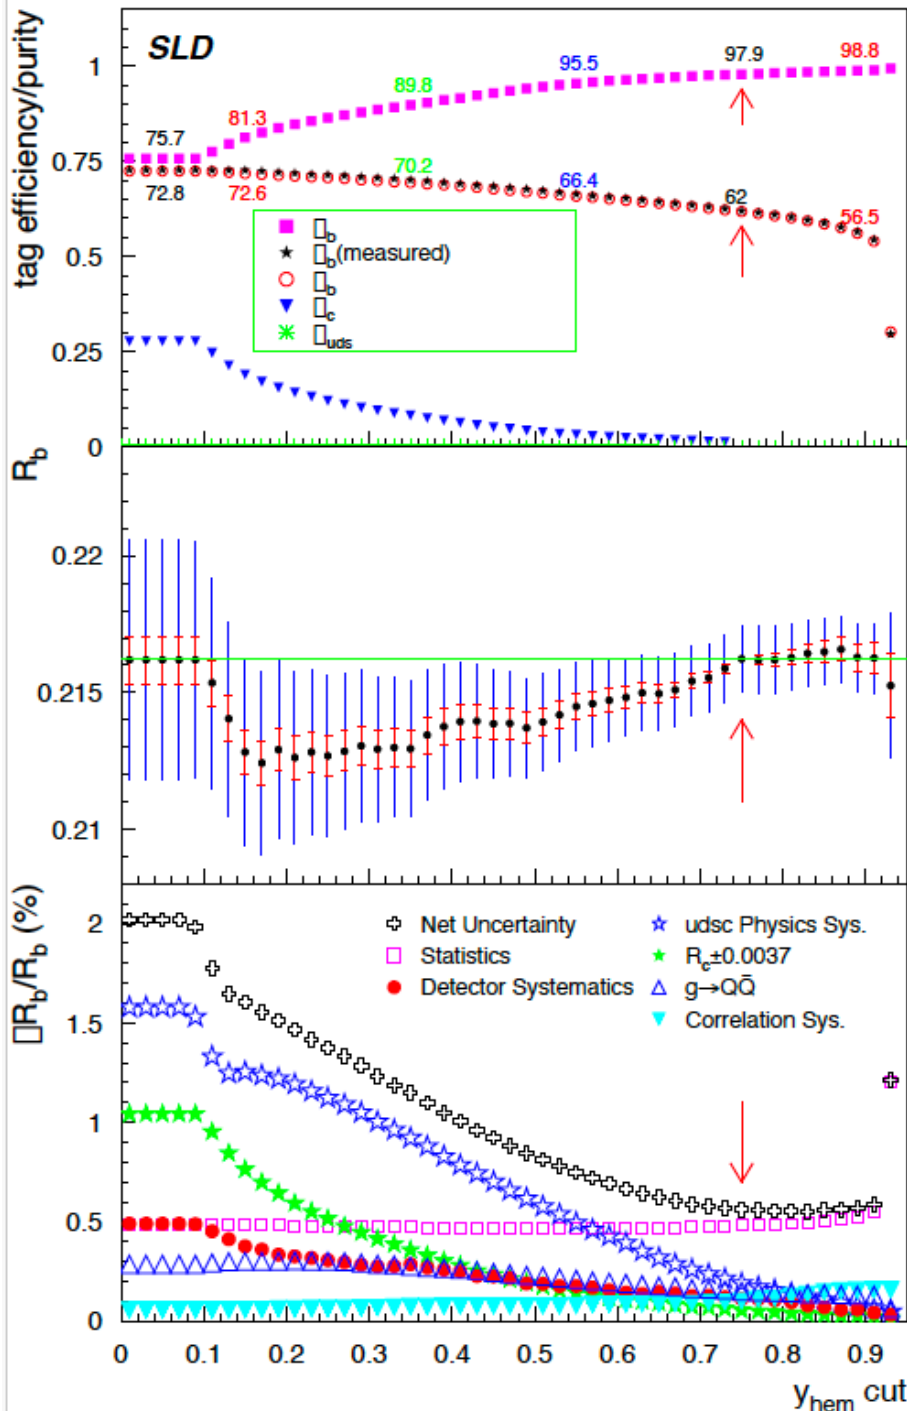 SLD
tag efficiency/purity
1
0.75
0.5
0.25
0
75.7
81.3
89.8
95.5
97.9
98.8
72.8
72.6
70.2
66.4
62
56.5
▯b
▯b(measured)
▯b
▯c
▯uds
Rb
0.22
0.215
0.21
▯Rb/Rb (%)
2
1.5
1
0.5
0
Net Uncertainty
Statistics
Detector Systematics
udsc Physics Sys.
Rc±0.0037
g→QQ̄
Correlation Sys.
0 0.1 0.2 0.3 0.4 0.5 0.6 0.7 0.8 0.9
yhem cut